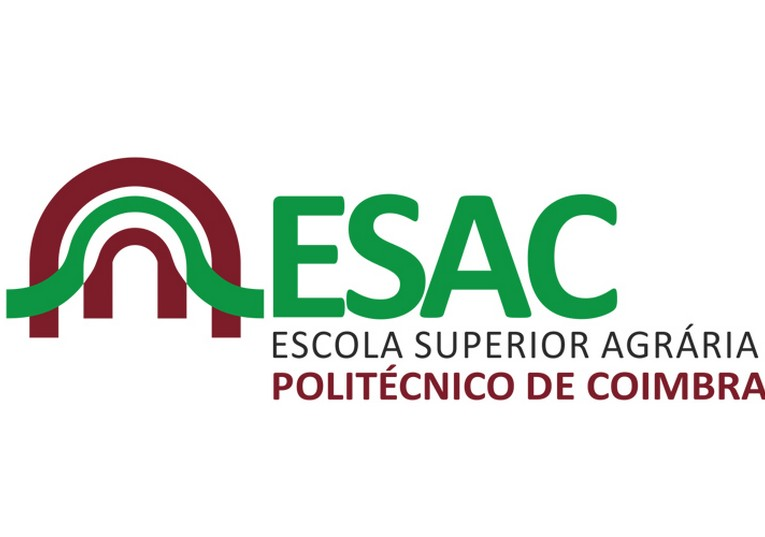 ESAC
ESCOLA SUPERIOR AGRÁRIA
POLITÉCNICO DE COIMBRA